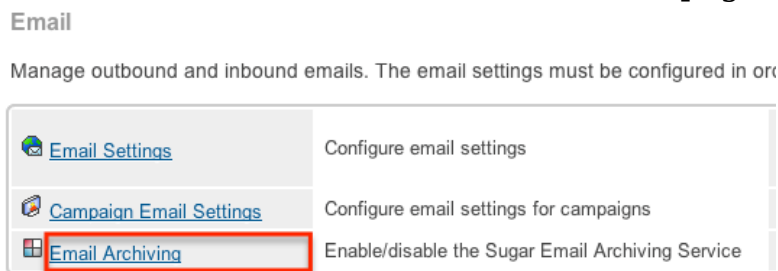 Email
Manage outbound and inbound emails. The email settings must be configured in
Email Settings Configure email settings
Campaign Email Settings Configure email settings for campaigns
Email Archiving Enable/disable the Sugar Email Archiving Service